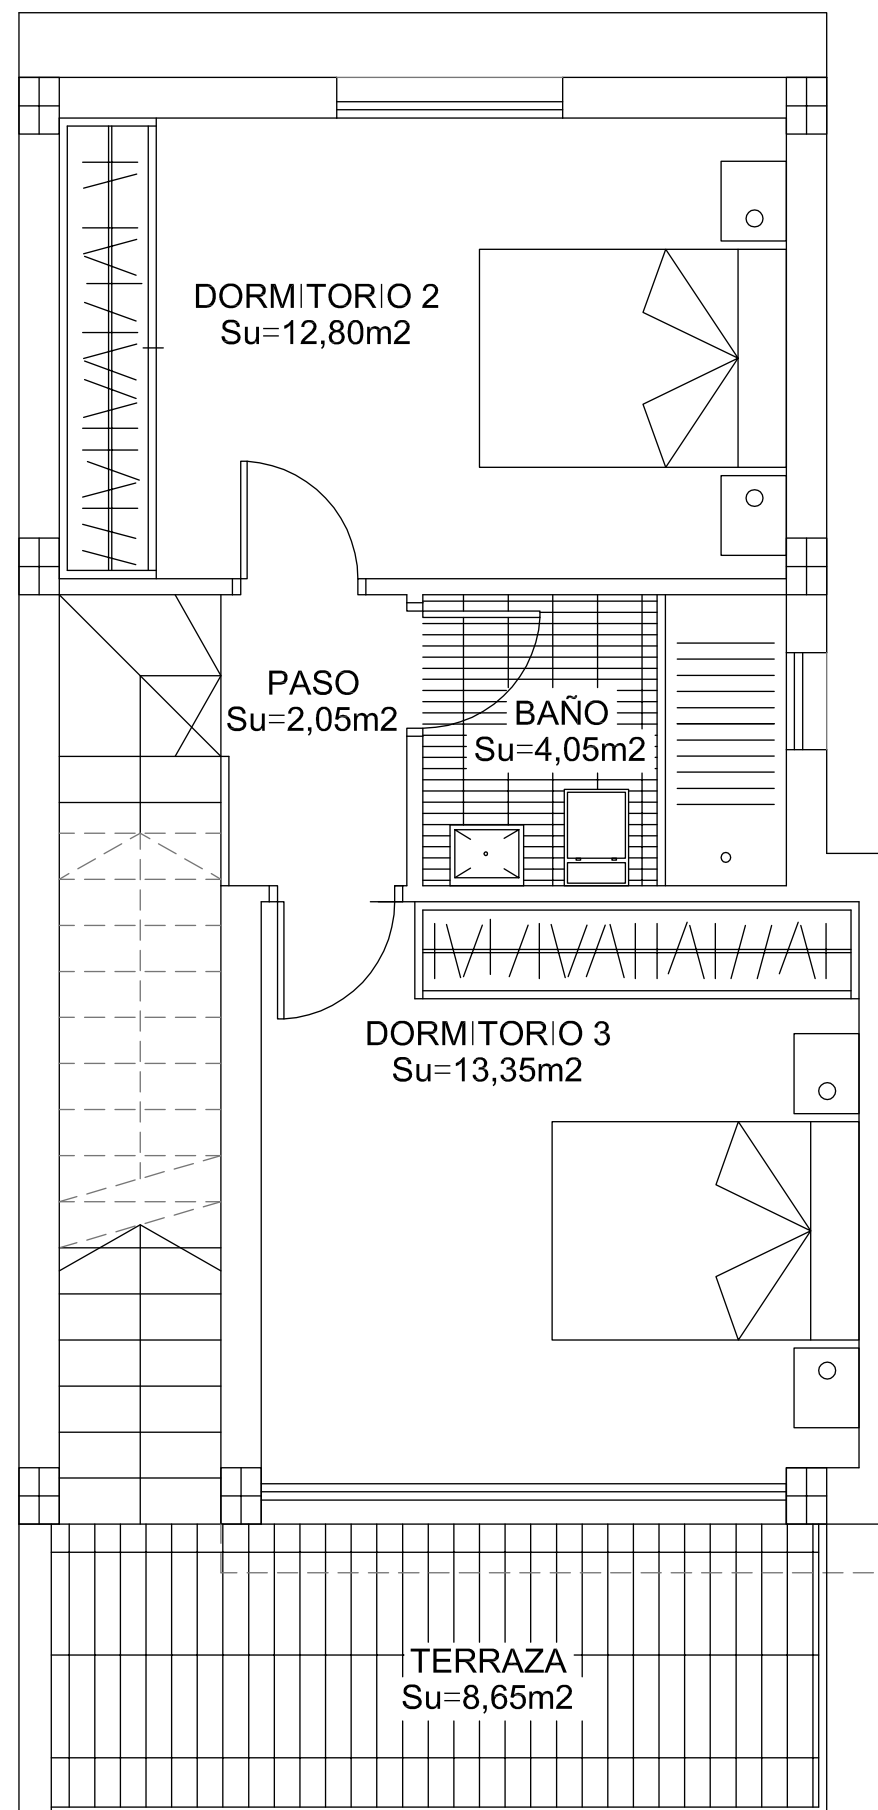 DORMITORIO 2
Su=12,80m2
PASO
Su=2,05m2
BAÑO
Su=4,05m2
DORMITORIO 3
Su=13,35m2
TERRAZA
Su=8,65m2